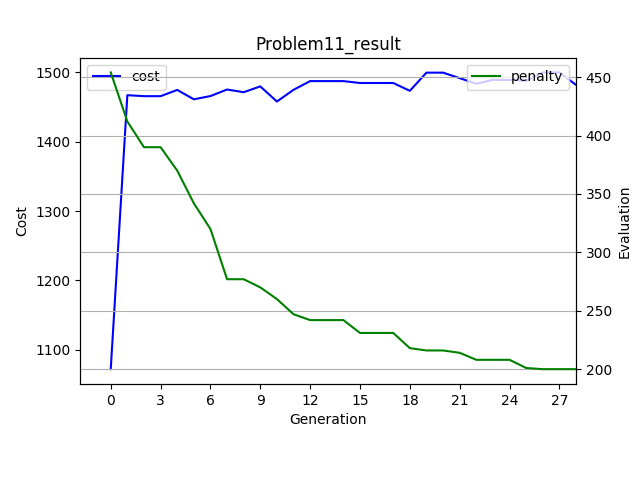 Problem11_result
cost
penalty
1500
1400
1300
1200
1100
Cost
450
400
350
300
250
200
Evaluation
0 3 6 9 12 15 18 21 24 27
Generation